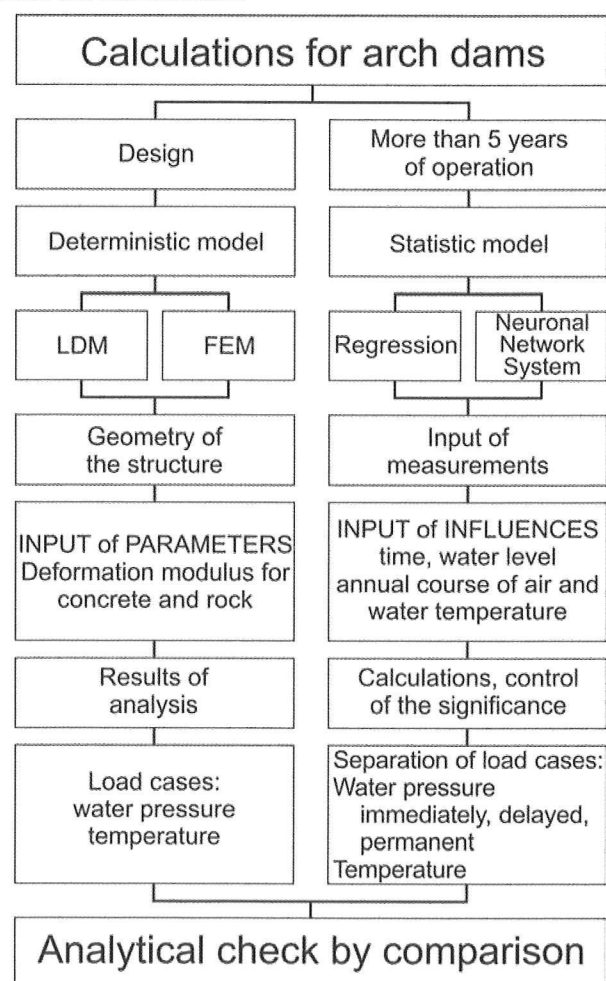 Calculations for arch dams
Design
More than 5 years
of operation
Deterministic model
Statistic model
LDM
FEM
Regression
Neuronal
Network
System
Geometry of
the structure
Input of
measurements
INPUT of PARAMETERS
Deformation modulus for
concrete and rock
INPUT of INFLUENCES
time, water level
annual course of air and
water temperature
Results of
analysis
Calculations, control
of the significance
Load cases:
water pressure
temperature
Separation of load cases:
Water pressure
immediately, delayed,
permanent
Temperature
Analytical check by comparison